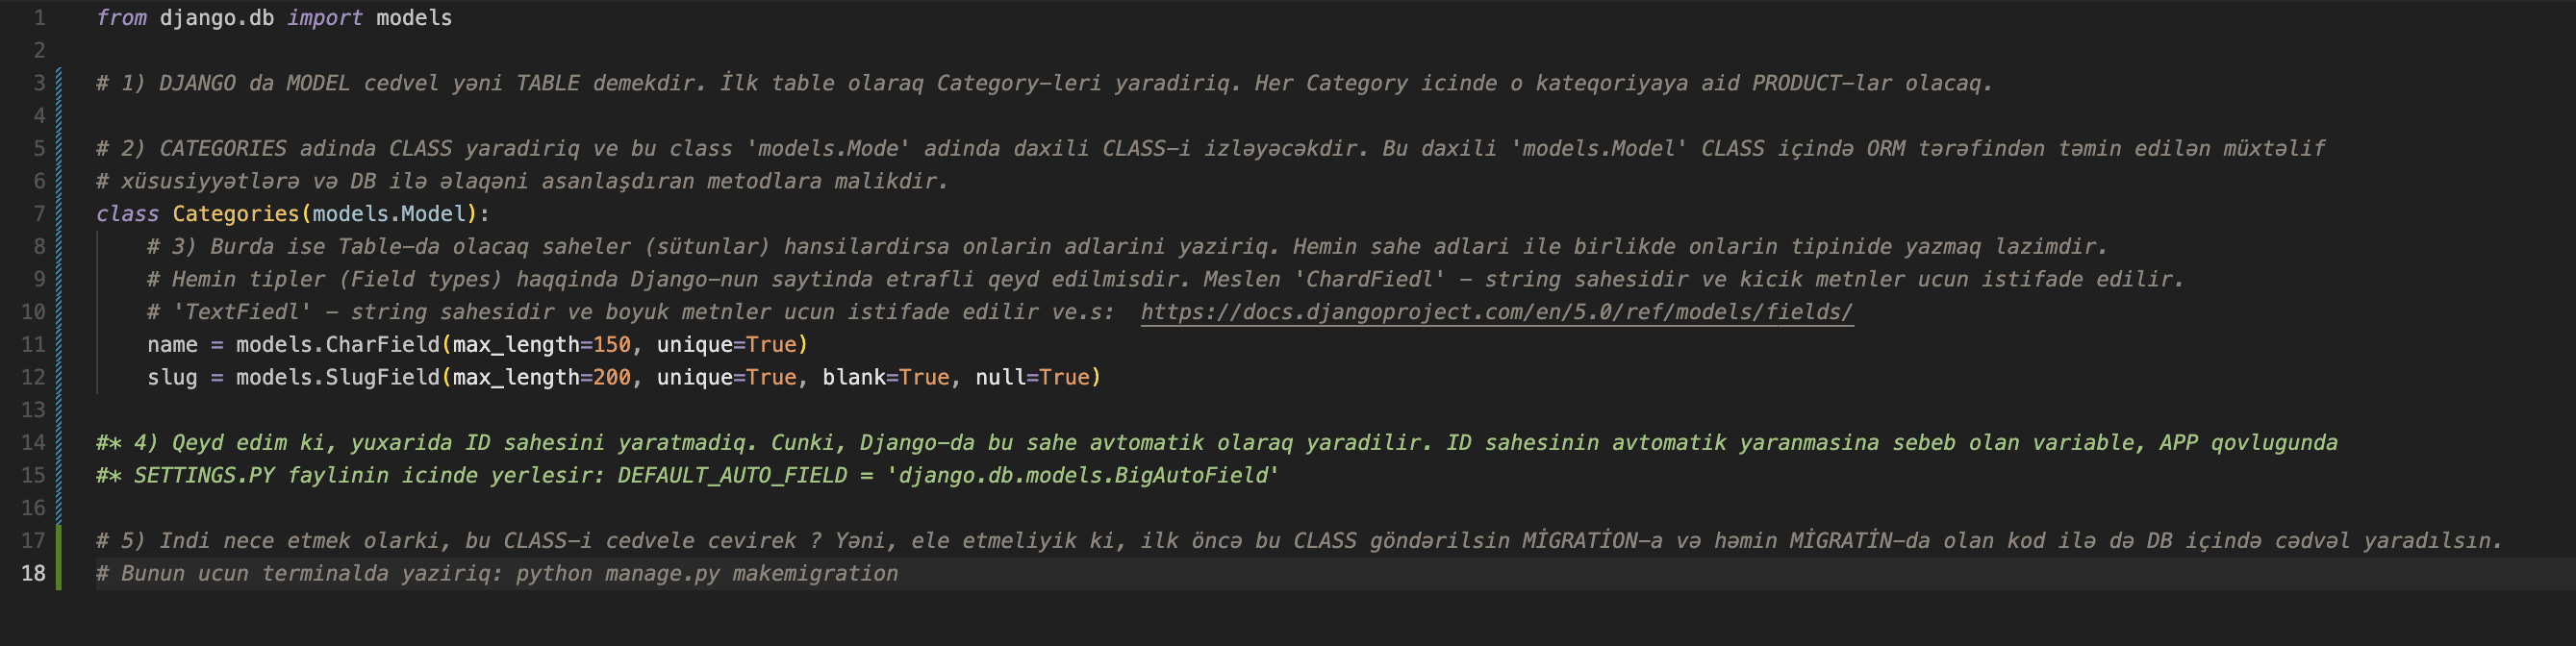 1 from django.db import models
2
3 # 1) DJANGO da MODEL cedvel yəni TABLE demekdir. İlk table olaraq Category-leri yaradiriq. Her Category icinde o kateqoriyaya aid PRODUCT-lar olacaq.
4
5 # 2) CATEGORIES adinda CLASS yaradiriq ve bu class 'models.Mode' adinda daxili CLASS-i izləyəcəkdir. Bu daxili 'models.Model' CLASS içində ORM tərəfindən təmin edilən müxtəlif
6 # xüsusiyyətlərə və DB ilə əlaqəni asanlaşdıran metodlara malikdir.
7 class Categories(models.Model):
8     # 3) Burda ise Table-da olacaq saheler (sütunlar) hansilardirsa onlarin adlarini yaziriq. Hemin sahe adlari ile birlikde onlarin tipinide yazmaq lazimdir.
9     # Hemin tipler (Field types) haqqinda Django-nun saytinda etrafli qeyd edilmisdir. Meslen 'ChardFiedl' - string sahesidir ve kicik metnler ucun istifade edilir.
10     # 'TextFiedl' - string sahesidir ve boyuk metnler ucun istifade edilir ve.s:  https://docs.djangoproject.com/en/5.0/ref/models/fields/
11     name = models.CharField(max_length=150, unique=True)
12     slug = models.SlugField(max_length=200, unique=True, blank=True, null=True)
13
14 #* 4) Qeyd edim ki, yuxarida ID sahesini yaratmadiq. Cunki, Django-da bu sahe avtomatik olaraq yaradilir. ID sahesinin avtomatik yaranmasina sebeb olan variable, APP qovlugunda
15 #* SETTINGS.PY faylinin icinde yerlesir: DEFAULT_AUTO_FIELD = 'django.db.models.BigAutoField'
16
17 # 5) Indi nece etmek olarki, bu CLASS-i cedvele cevirek ? Yəni, ele etmeliyik ki, ilk öncə bu CLASS göndərilsin MİGRATİON-a və həmin MİGRATİN-da olan kod ilə də DB içində cədvəl yaradılsın.
18 # Bunun ucun terminalda yaziriq: python manage.py makemigration